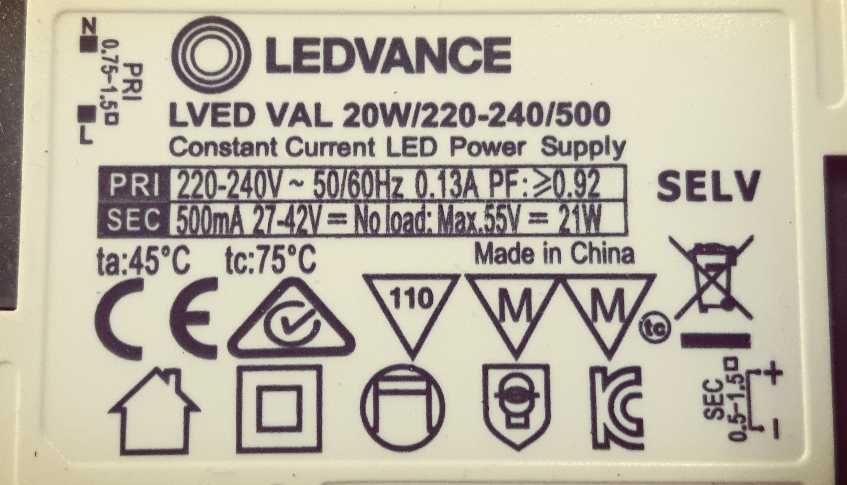 N
L
PRI
0.75-1.5□
LEDVANCE
LVED VAL 20W/220-240/500
Constant Current LED Power Supply
PRI 220-240V ~ 50/60Hz 0.13A PF:≥0.92
SEC 500mA 27-42V⎓ No load: Max.55V ⎓ 21W
SELV
ta:45°C tc:75°C
Made in China
CE
110
M
M
tc
SEC
0.5-1.5□
+
-